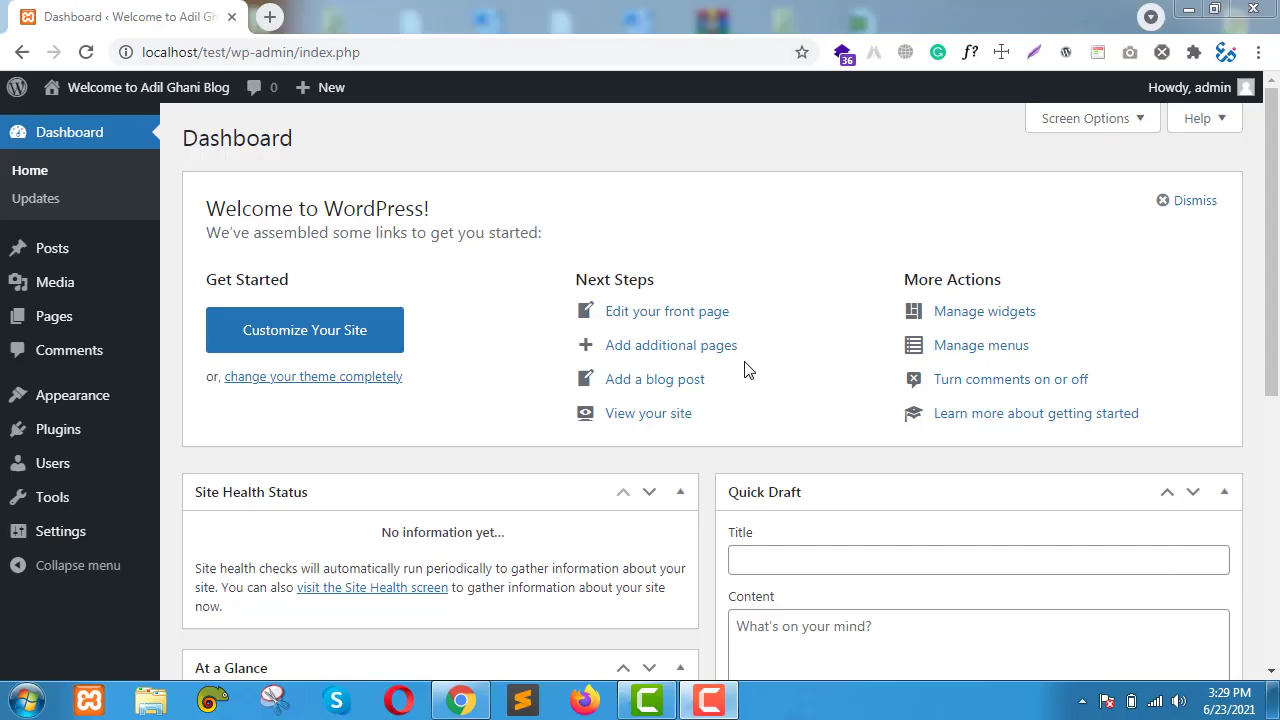 Dashboard ‹ Welcome to Adil Gh
localhost/test/wp-admin/index.php
f?
36
Welcome to Adil Ghani Blog
0
New
Howdy, admin
Dashboard
Home
Updates
Posts
Media
Pages
Comments
Appearance
Plugins
Users
Tools
Settings
Collapse menu
Screen Options
Help
Dashboard
Welcome to WordPress!
We've assembled some links to get you started:
Dismiss
Get Started
Customize Your Site
or, change your theme completely
Next Steps
Edit your front page
Add additional pages
Add a blog post
View your site
More Actions
Manage widgets
Manage menus
Turn comments on or off
Learn more about getting started
Site Health Status
No information yet...
Site health checks will automatically run periodically to gather information about your
site. You can also visit the Site Health screen to gather information about your site
now.
At a Glance
Quick Draft
Title
Content
What's on your mind?
3:29 PM
6/23/2021